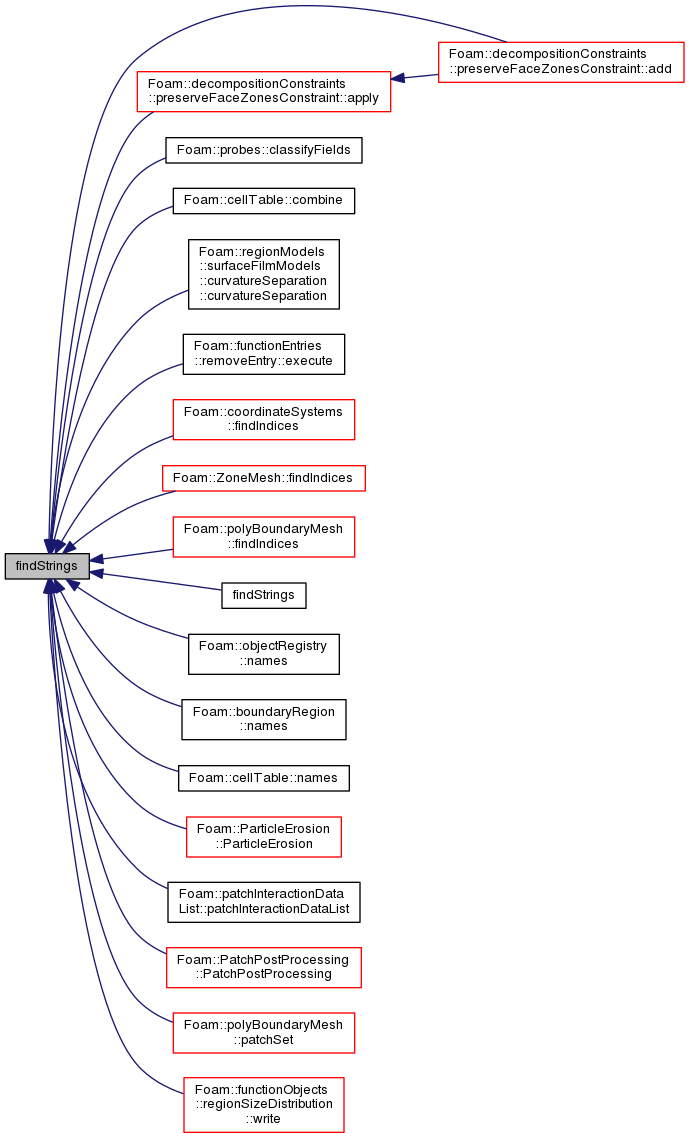 Foam::decompositionConstraints
::preserveFaceZonesConstraint::add
Foam::decompositionConstraints
::preserveFaceZonesConstraint::apply
Foam::probes::classifyFields
Foam::cellTable::combine
Foam::regionModels
::surfaceFilmModels
::curvatureSeparation
::curvatureSeparation
Foam::functionEntries
::removeEntry::execute
Foam::coordinateSystems
::findIndices
Foam::ZoneMesh::findIndices
Foam::polyBoundaryMesh
::findIndices
findStrings
findStrings
Foam::objectRegistry
::names
Foam::boundaryRegion
::names
Foam::cellTable::names
Foam::ParticleErosion
::ParticleErosion
Foam::patchInteractionData
List::patchInteractionDataList
Foam::PatchPostProcessing
::PatchPostProcessing
Foam::polyBoundaryMesh
::patchSet
Foam::functionObjects
::regionSizeDistribution
::write